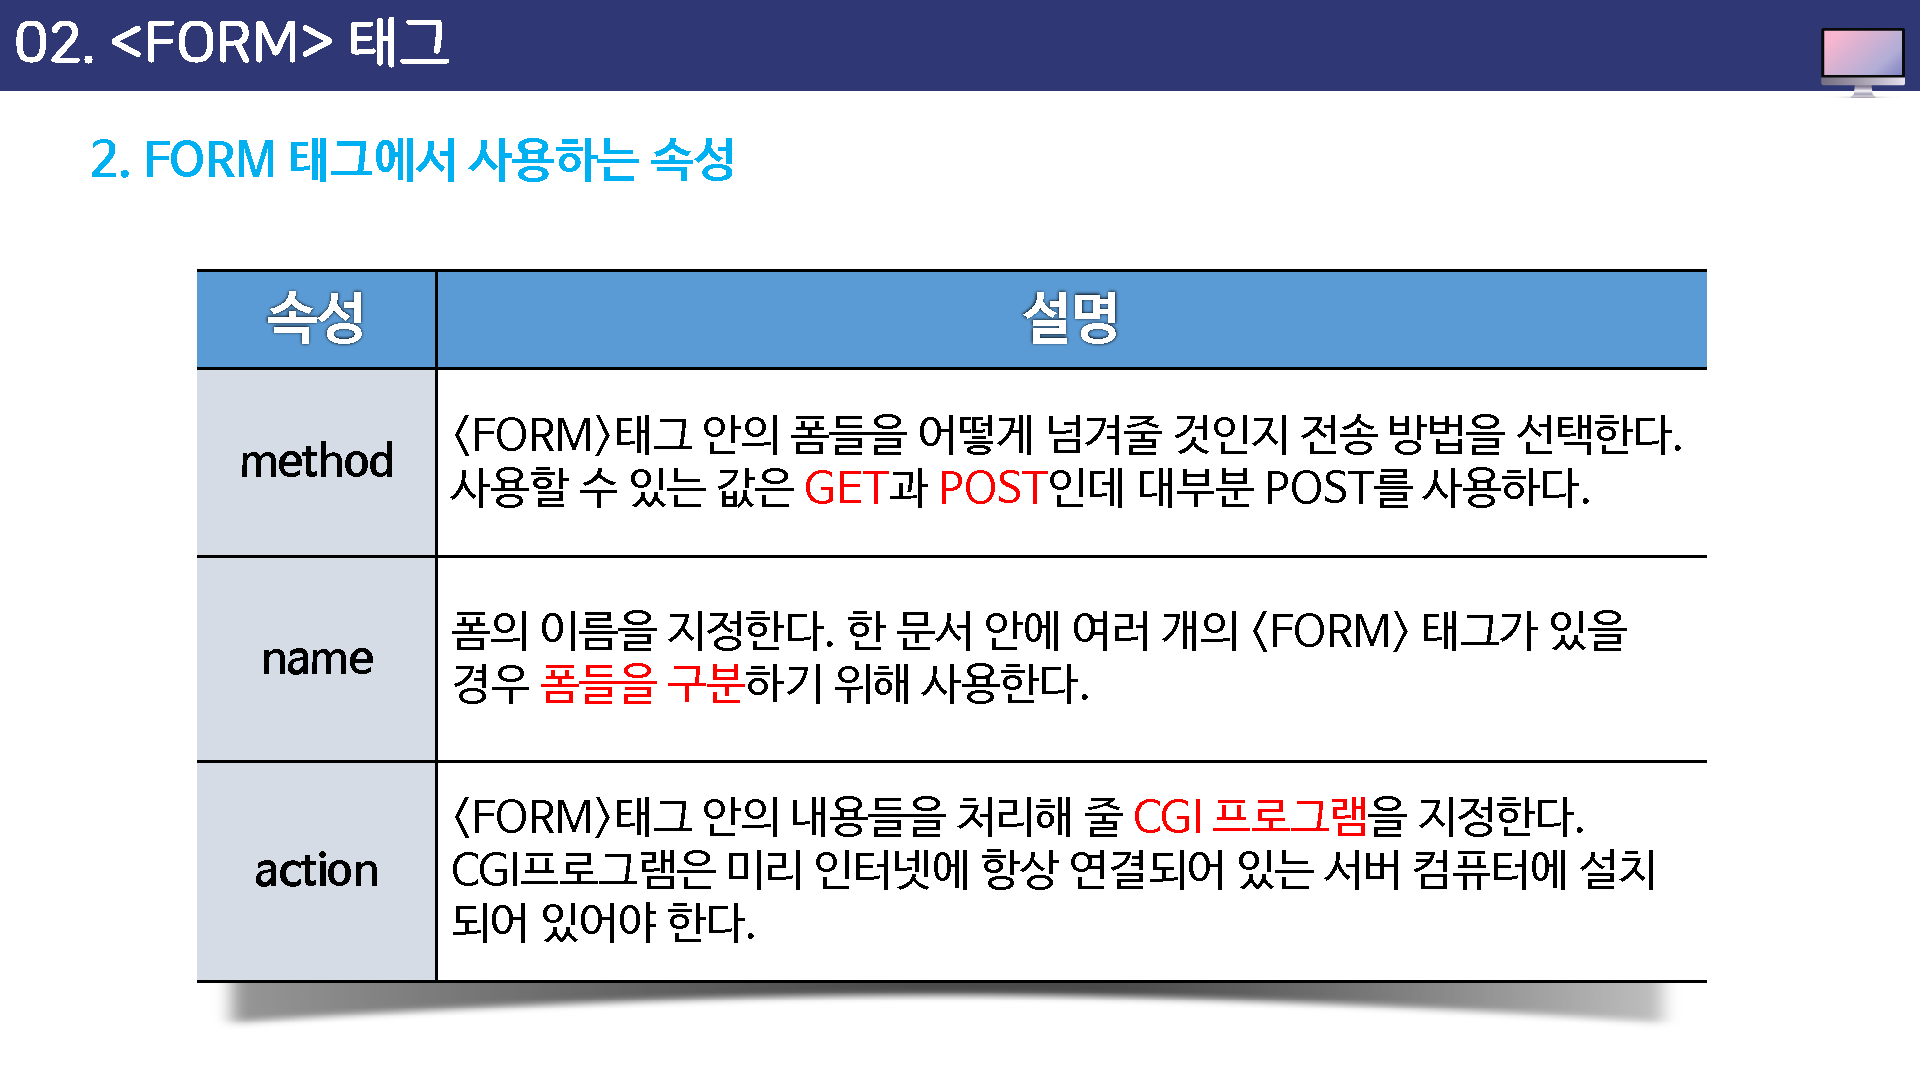 02. <FORM> 태그
2. FORM 태그에서 사용하는 속성
속성
설명
method
<FORM>태그 안의 폼들을 어떻게 넘겨줄 것인지 전송 방법을 선택한다.
사용할 수 있는 값은 GET과 POST인데 대부분 POST를 사용하다.
name
폼의 이름을 지정한다. 한 문서 안에 여러 개의 <FORM> 태그가 있을
경우 폼들을 구분하기 위해 사용한다.
action
<FORM>태그 안의 내용들을 처리해 줄 CGI 프로그램을 지정한다.
CGI프로그램은 미리 인터넷에 항상 연결되어 있는 서버 컴퓨터에 설치
되어 있어야 한다.